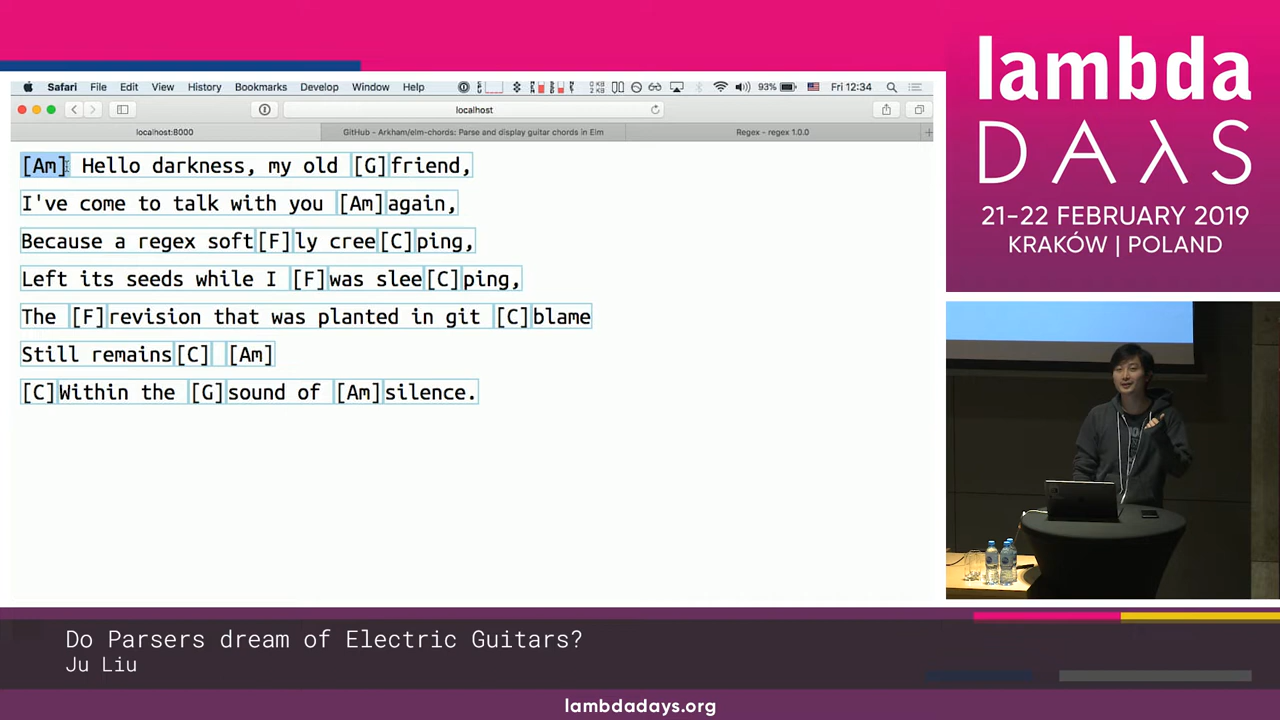 Safari File Edit View History Bookmarks Develop Window Help 93% Fri 12:34
localhost
localhost:8000 GitHub - Arkham/elm-chords: Parse and display guitar chords in Elm Regex - regex 1.0.0
[Am] Hello darkness, my old [G]friend,
I've come to talk with you [Am]again,
Because a regex soft[F]ly cree[C]ping,
Left its seeds while I [F]was slee[C]ping,
The [F]revision that was planted in git [C]blame
Still remains[C] [Am]
[C]Within the [G]sound of [Am]silence.
lambda
DAλS
21-22 FEBRUARY 2019
KRAKÓW | POLAND
Do Parsers dream of Electric Guitars?
Ju Liu
lambdadays.org